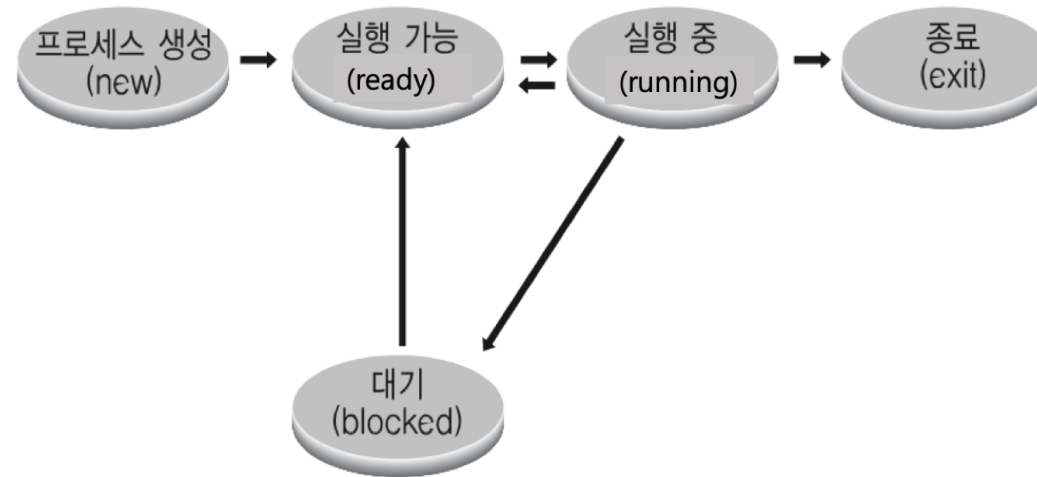 프로세스 생성
(new)
실행 가능
(ready)
실행 중
(running)
종료
(exit)
대기
(blocked)